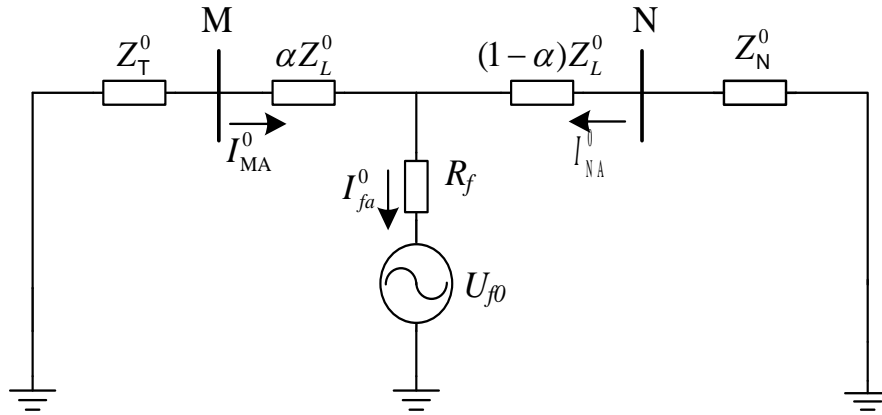 M
N
Z_T^0
αZ_L^0
(1-α)Z_L^0
Z_N^0
I_MA^0
I_NA^0
I_fa^0
R_f
U_f0